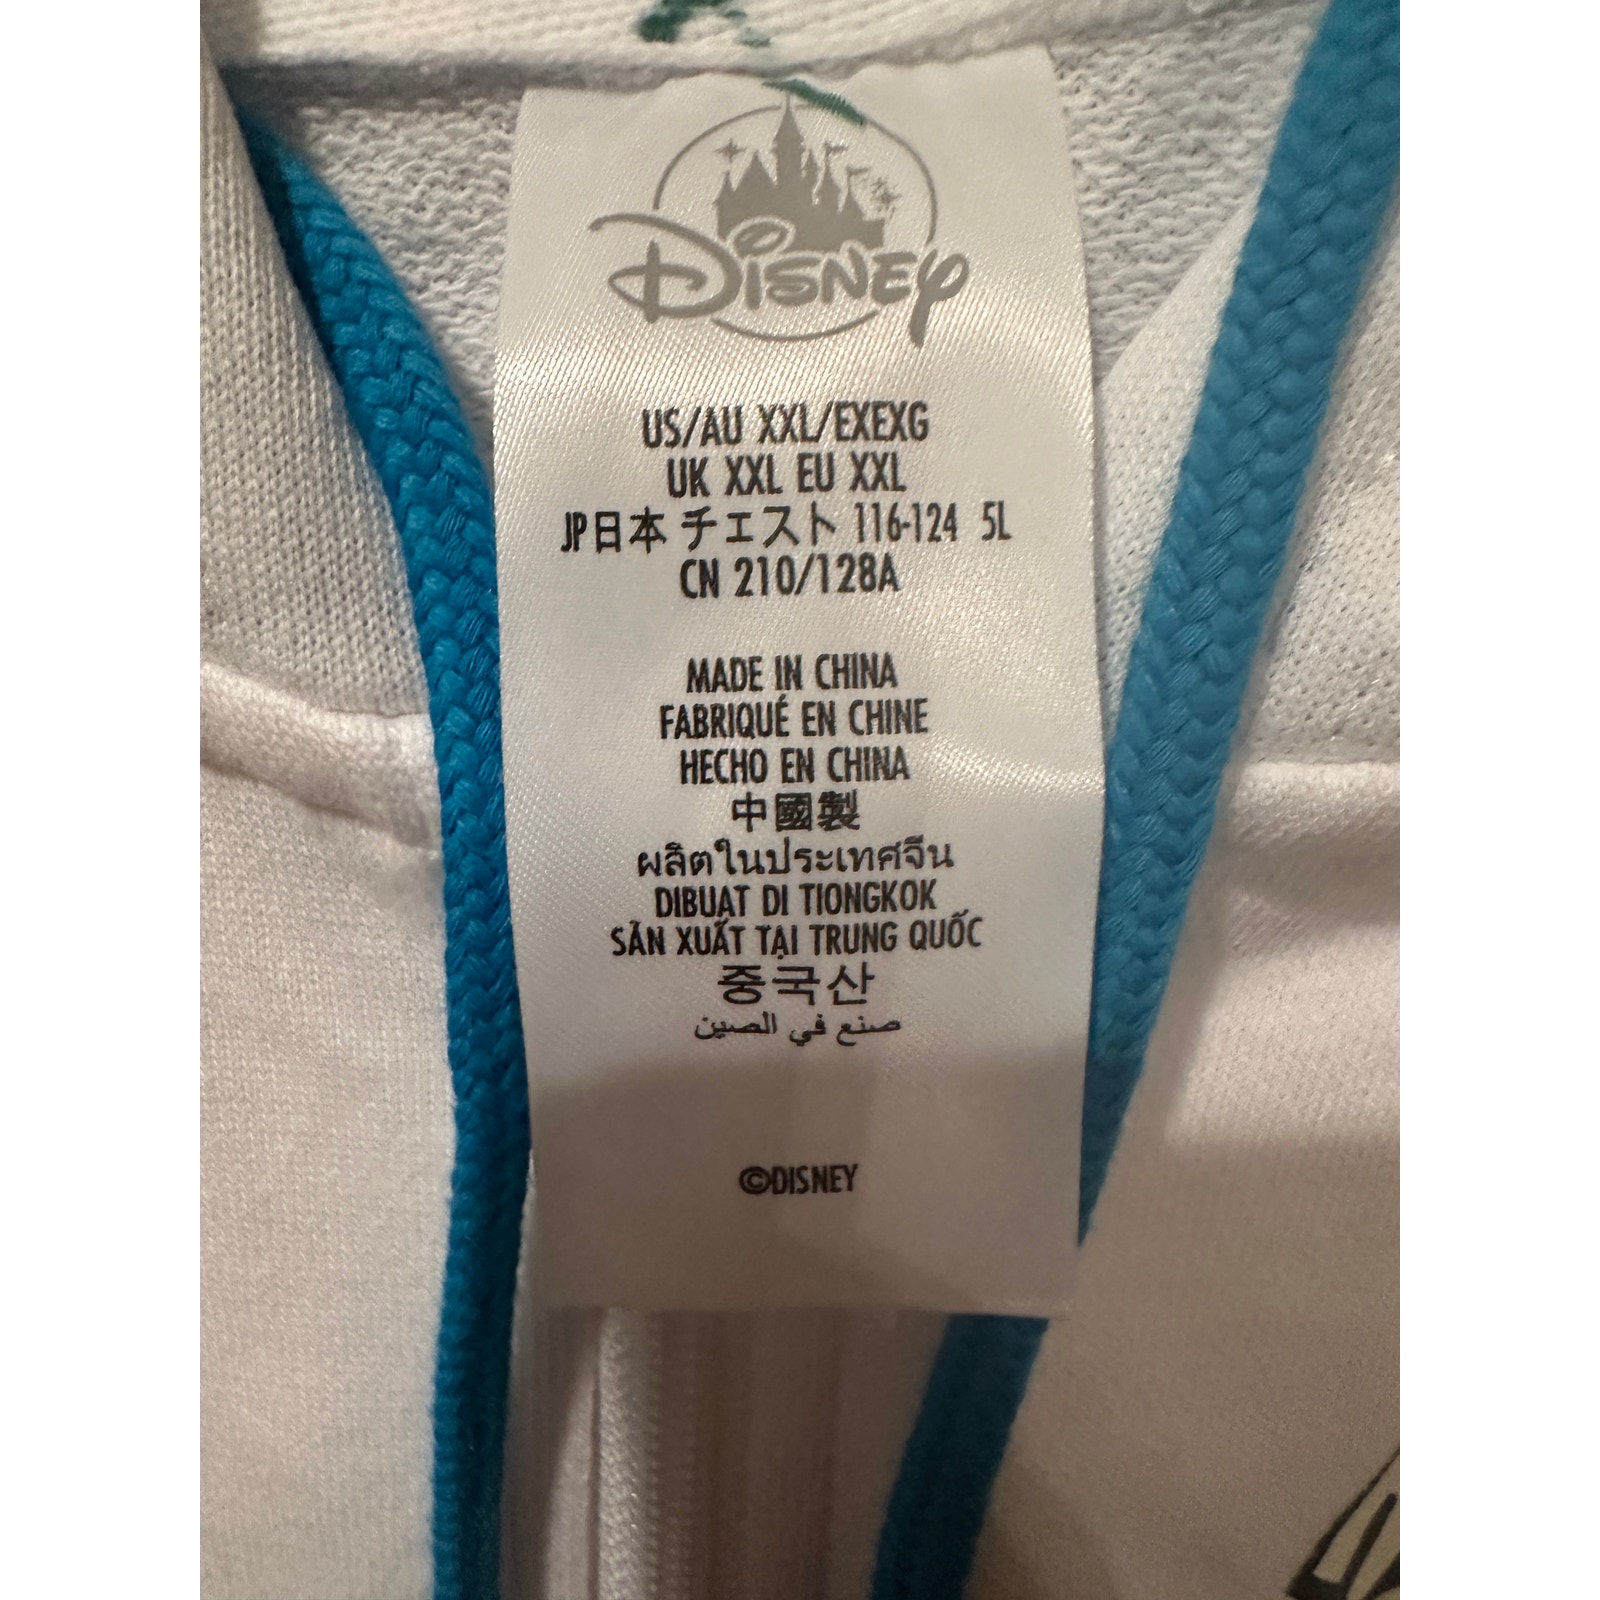 Disney
US/AU XXL/EXEXG
UK XXL EU XXL
JP日本 チェスト 116-124 5L
CN 210/128A
MADE IN CHINA
FABRIQUÉ EN CHINE
HECHO EN CHINA
中國製
ผลิตในประเทศจีน
DIBUAT DI TIONGKOK
SẢN XUẤT TẠI TRUNG QUỐC
중국산
صنع في الصين
©DISNEY